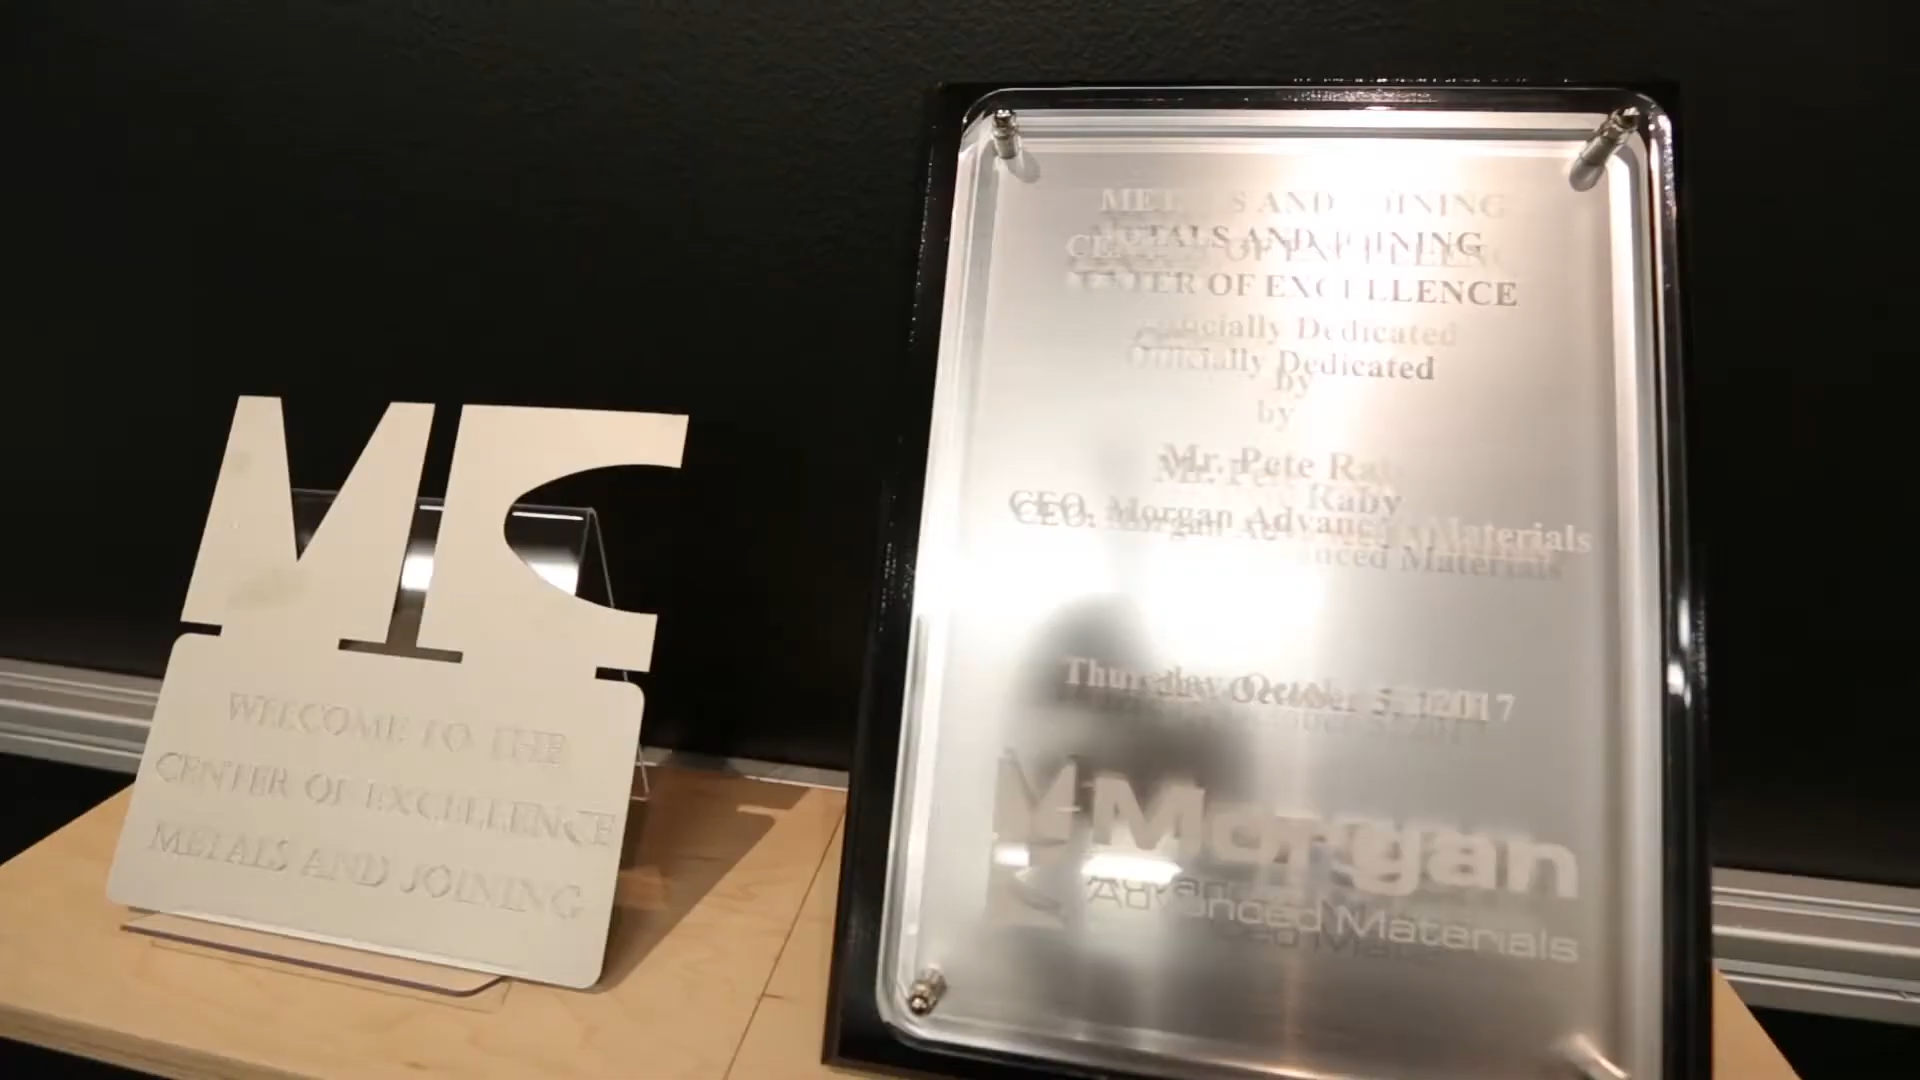 WELCOME TO THE
CENTER OF EXCELLENCE
METALS AND JOINING
METALS AND JOINING
CENTER OF EXCELLENCE
Officially Dedicated
by
Mr. Pete Raby
CEO, Morgan Advanced Materials
Thursday, October 5, 2017
Morgan
Advanced Materials